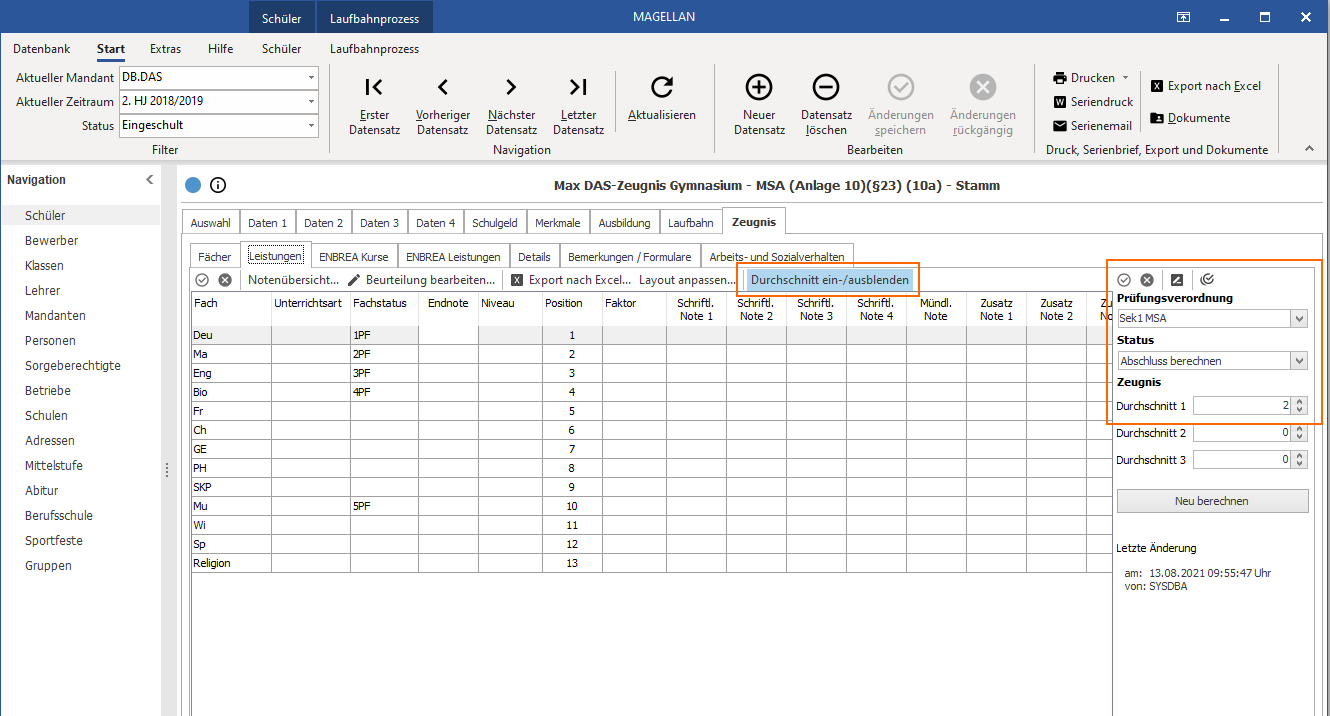 Schüler Laufbahnprozess MAGELLAN
Datenbank Start Extras Hilfe Schüler Laufbahnprozess
Aktueller Mandant DB.DAS
Aktueller Zeitraum 2. HJ 2018/2019
Status Eingeschult
Filter
Erster Datensatz
Vorheriger Datensatz
Nächster Datensatz
Letzter Datensatz
Aktualisieren
Navigation
Neuer Datensatz
Datensatz löschen
Änderungen speichern
Änderungen rückgängig
Bearbeiten
Drucken
Seriendruck
Serienemail
Export nach Excel
Dokumente
Druck, Serienbrief, Export und Dokumente
Navigation
Schüler
Bewerber
Klassen
Lehrer
Mandanten
Personen
Sorgeberechtigte
Betriebe
Schulen
Adressen
Mittelstufe
Abitur
Berufsschule
Sportfeste
Gruppen
Max DAS-Zeugnis Gymnasium - MSA (Anlage 10)(§23) (10a) - Stamm
Auswahl Daten 1 Daten 2 Daten 3 Daten 4 Schulgeld Merkmale Ausbildung Laufbahn Zeugnis
Fächer Leistungen ENBREA Kurse ENBREA Leistungen Details Bemerkungen / Formulare Arbeits- und Sozialverhalten
Notenübersicht... Beurteilung bearbeiten... Export nach Excel... Layout anpassen... Durchschnitt ein-/ausblenden
Fach Unterrichtsart Fachstatus Endnote Niveau Position Faktor Schriftl. Note 1 Schriftl. Note 2 Schriftl. Note 3 Schriftl. Note 4 Mündl. Note Zusatz Note 1 Zusatz Note 2
Deu 1PF 1
Ma 2PF 2
Eng 3PF 3
Bio 4PF 4
Fr 5
Ch 6
GE 7
PH 8
SKP 9
Mu 5PF 10
Wi 11
Sp 12
Religion 13
Prüfungsverordnung
Sek1 MSA
Status
Abschluss berechnen
Zeugnis
Durchschnitt 1 2
Durchschnitt 2 0
Durchschnitt 3 0
Neu berechnen
Letzte Änderung
am: 13.08.2021 09:55:47 Uhr
von: SYSDBA